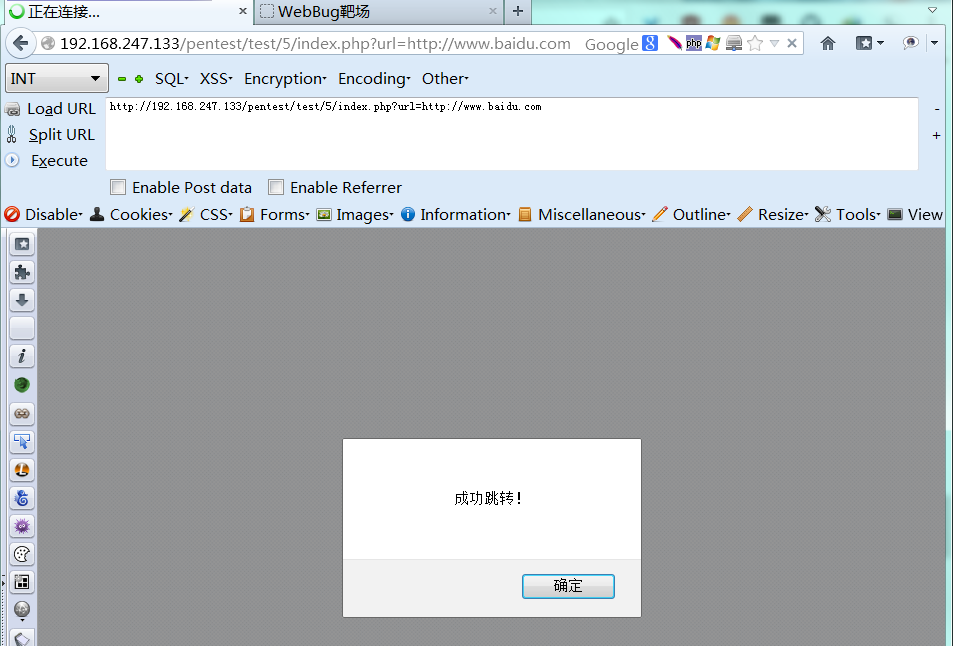 正在连接...
WebBug靶场
192.168.247.133/pentest/test/5/index.php?url=http://www.baidu.com Google
INT SQL XSS Encryption Encoding Other
Load URL http://192.168.247.133/pentest/test/5/index.php?url=http://www.baidu.com
Split URL
Execute
Enable Post data Enable Referrer
Disable Cookies CSS Forms Images Information Miscellaneous Outline Resize Tools View
成功跳转!
确定